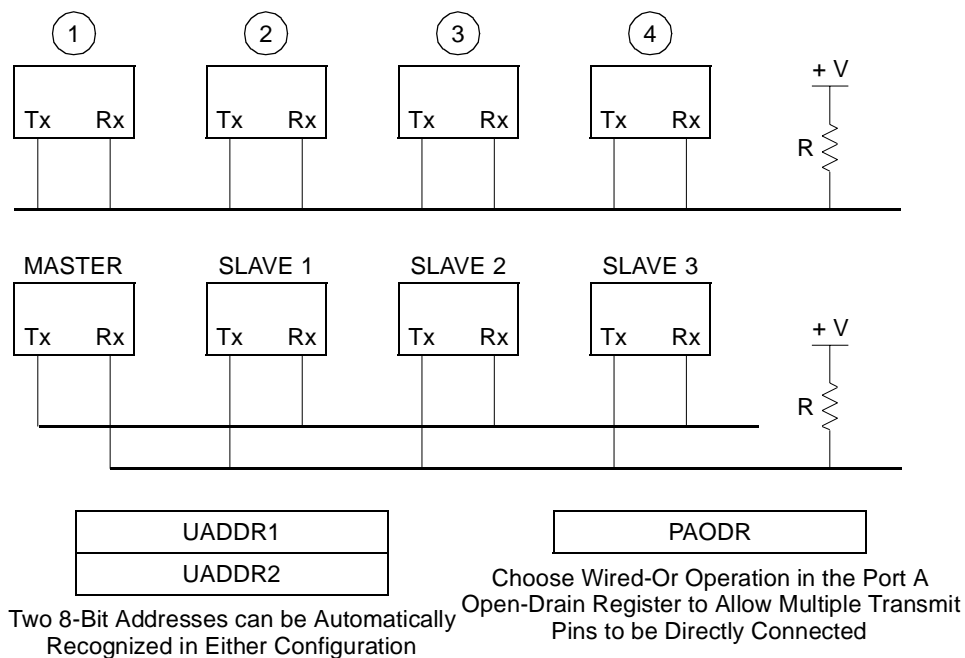 1 2 3 4
+ V
Tx Rx Tx Rx Tx Rx Tx Rx
R
MASTER SLAVE 1 SLAVE 2 SLAVE 3
Tx Rx Tx Rx Tx Rx Tx Rx
+ V
R
UADDR1
UADDR2
Two 8-Bit Addresses can be Automatically
Recognized in Either Configuration
PAODR
Choose Wired-Or Operation in the Port A
Open-Drain Register to Allow Multiple Transmit
Pins to be Directly Connected